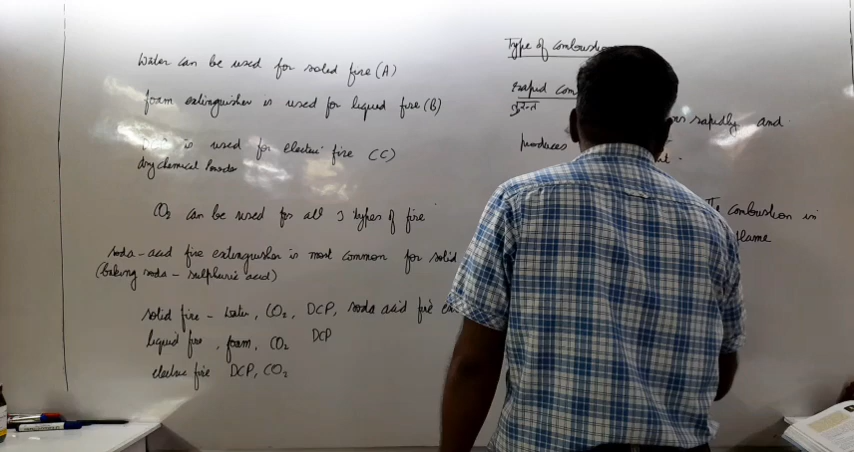 Water can be used for solid fire (A)
foam extinguisher is used for liquid fire (B)
is used for electric fire (C)
dry chemical Powder
CO₂ can be used for all 3 types of fire
soda-acid fire extinguisher is most common for solid
(baking soda - sulphuric acid)
solid fire - water, CO₂, DCP, soda acid fire
liquid fire, foam, CO₂ DCP
electric fire DCP, CO₂
Type of combustion
Rapid com
तुरन्त
rapidly and
produces
combustion in
flame